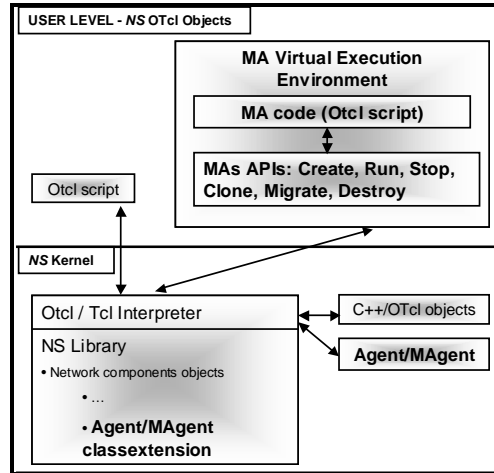 USER LEVEL - NS OTcl Objects
MA Virtual Execution
Environment
MA code (Otcl script)
MAs APIs: Create, Run, Stop,
Clone, Migrate, Destroy
Otcl script
NS Kernel
Otcl / Tcl Interpreter
NS Library
• Network components objects
• ...
• Agent/MAgent
classextension
C++/OTcl objects
Agent/MAgent